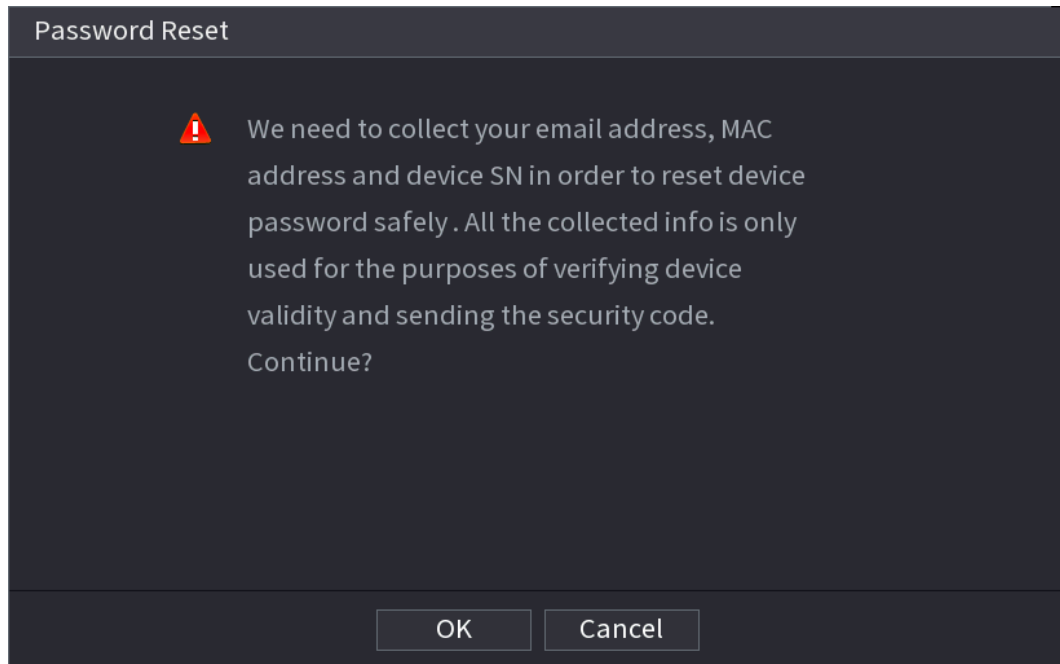 Password Reset
We need to collect your email address, MAC
address and device SN in order to reset device
password safely . All the collected info is only
used for the purposes of verifying device
validity and sending the security code.
Continue?
OK
Cancel